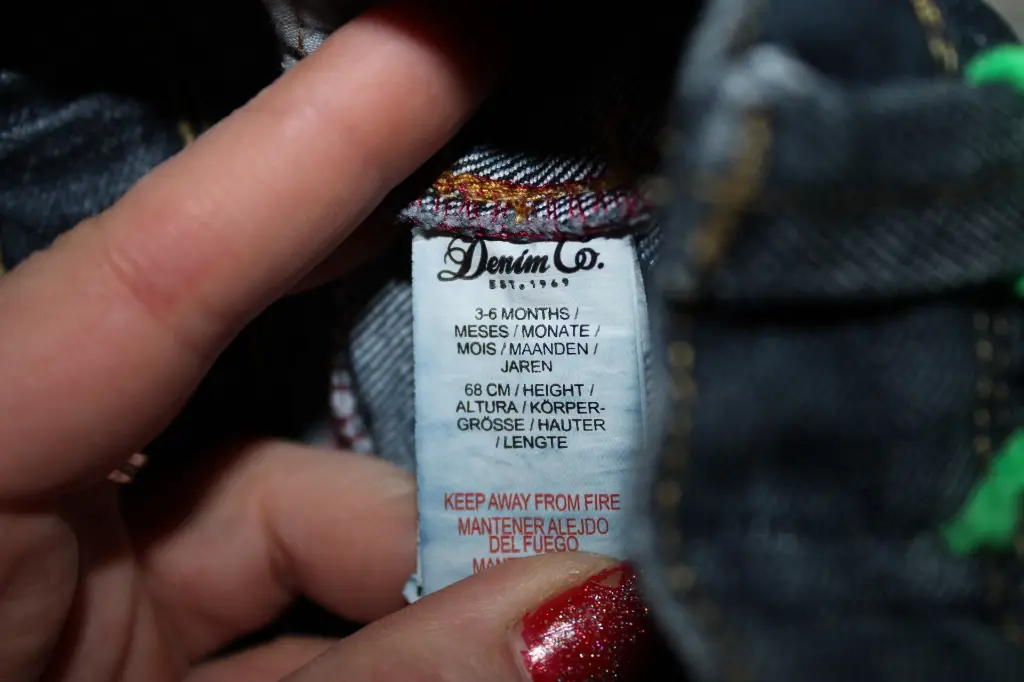 Denim Co.
EST. 1969
3-6 MONTHS /
MESES / MONATE /
MOIS / MAANDEN /
JAREN
68 CM / HEIGHT /
ALTURA / KÖRPER-
GRÖSSE / HAUTER
/ LENGTE
KEEP AWAY FROM FIRE
MANTENER ALEJDO
DEL FUEGO